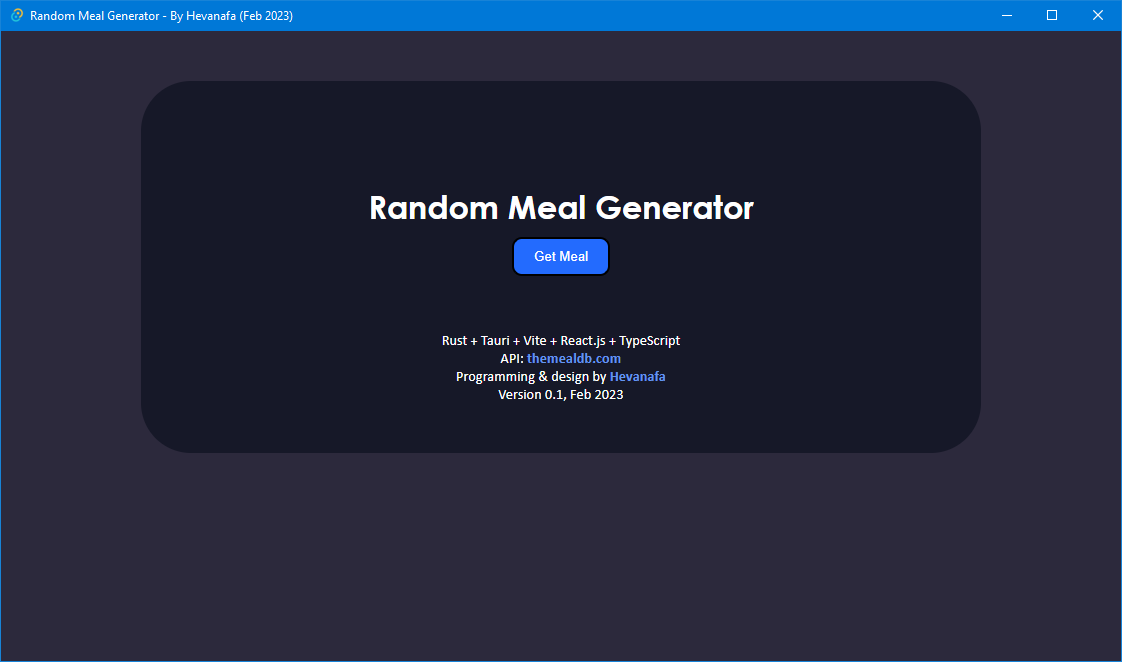 Random Meal Generator - By Hevanafa (Feb 2023)
Random Meal Generator
Get Meal
Rust + Tauri + Vite + React.js + TypeScript
API: themealdb.com
Programming & design by Hevanafa
Version 0.1, Feb 2023